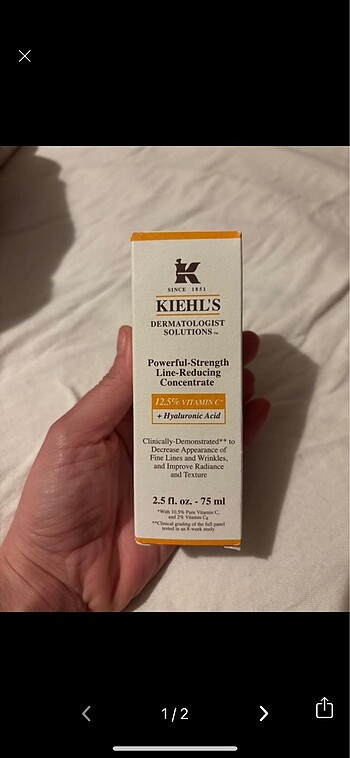 K
SINCE 1851
KIEHL'S
DERMATOLOGIST
SOLUTIONS™
Powerful-Strength
Line-Reducing
Concentrate
12.5% VITAMIN C*
+ Hyaluronic Acid
Clinically-Demonstrated** to
Decrease Appearance of
Fine Lines and Wrinkles,
and Improve Radiance
and Texture
2.5 fl. oz. - 75 ml
*With 10.5% Pure Vitamin C,
and 2% Vitamin Cg
**Clinical grading of the full panel
tested in an 8-week study
1 / 2